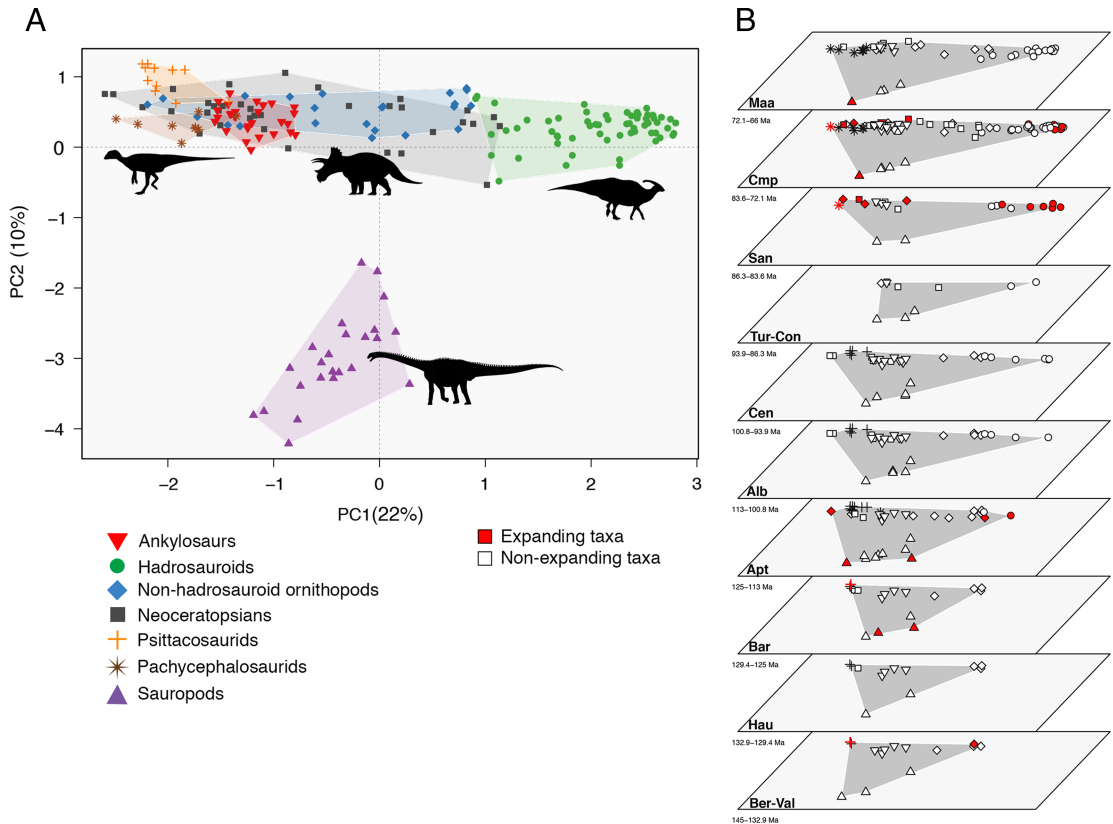 A
PC2 (10%)
1
0
−1
−2
−3
−4
−2
−1
0
1
2
3
PC1(22%)
Ankylosaurs
Hadrosauroids
Non-hadrosauroid ornithopods
Neoceratopsians
Psittacosaurids
Pachycephalosaurids
Sauropods
Expanding taxa
Non-expanding taxa
B
Maa
72.1−66 Ma
Cmp
83.6−72.1 Ma
San
86.3−83.6 Ma
Tur-Con
93.9−86.3 Ma
Cen
100.8−93.9 Ma
Alb
113−100.8 Ma
Apt
125−113 Ma
Bar
129.4−125 Ma
Hau
132.9−129.4 Ma
Ber-Val
145−132.9 Ma